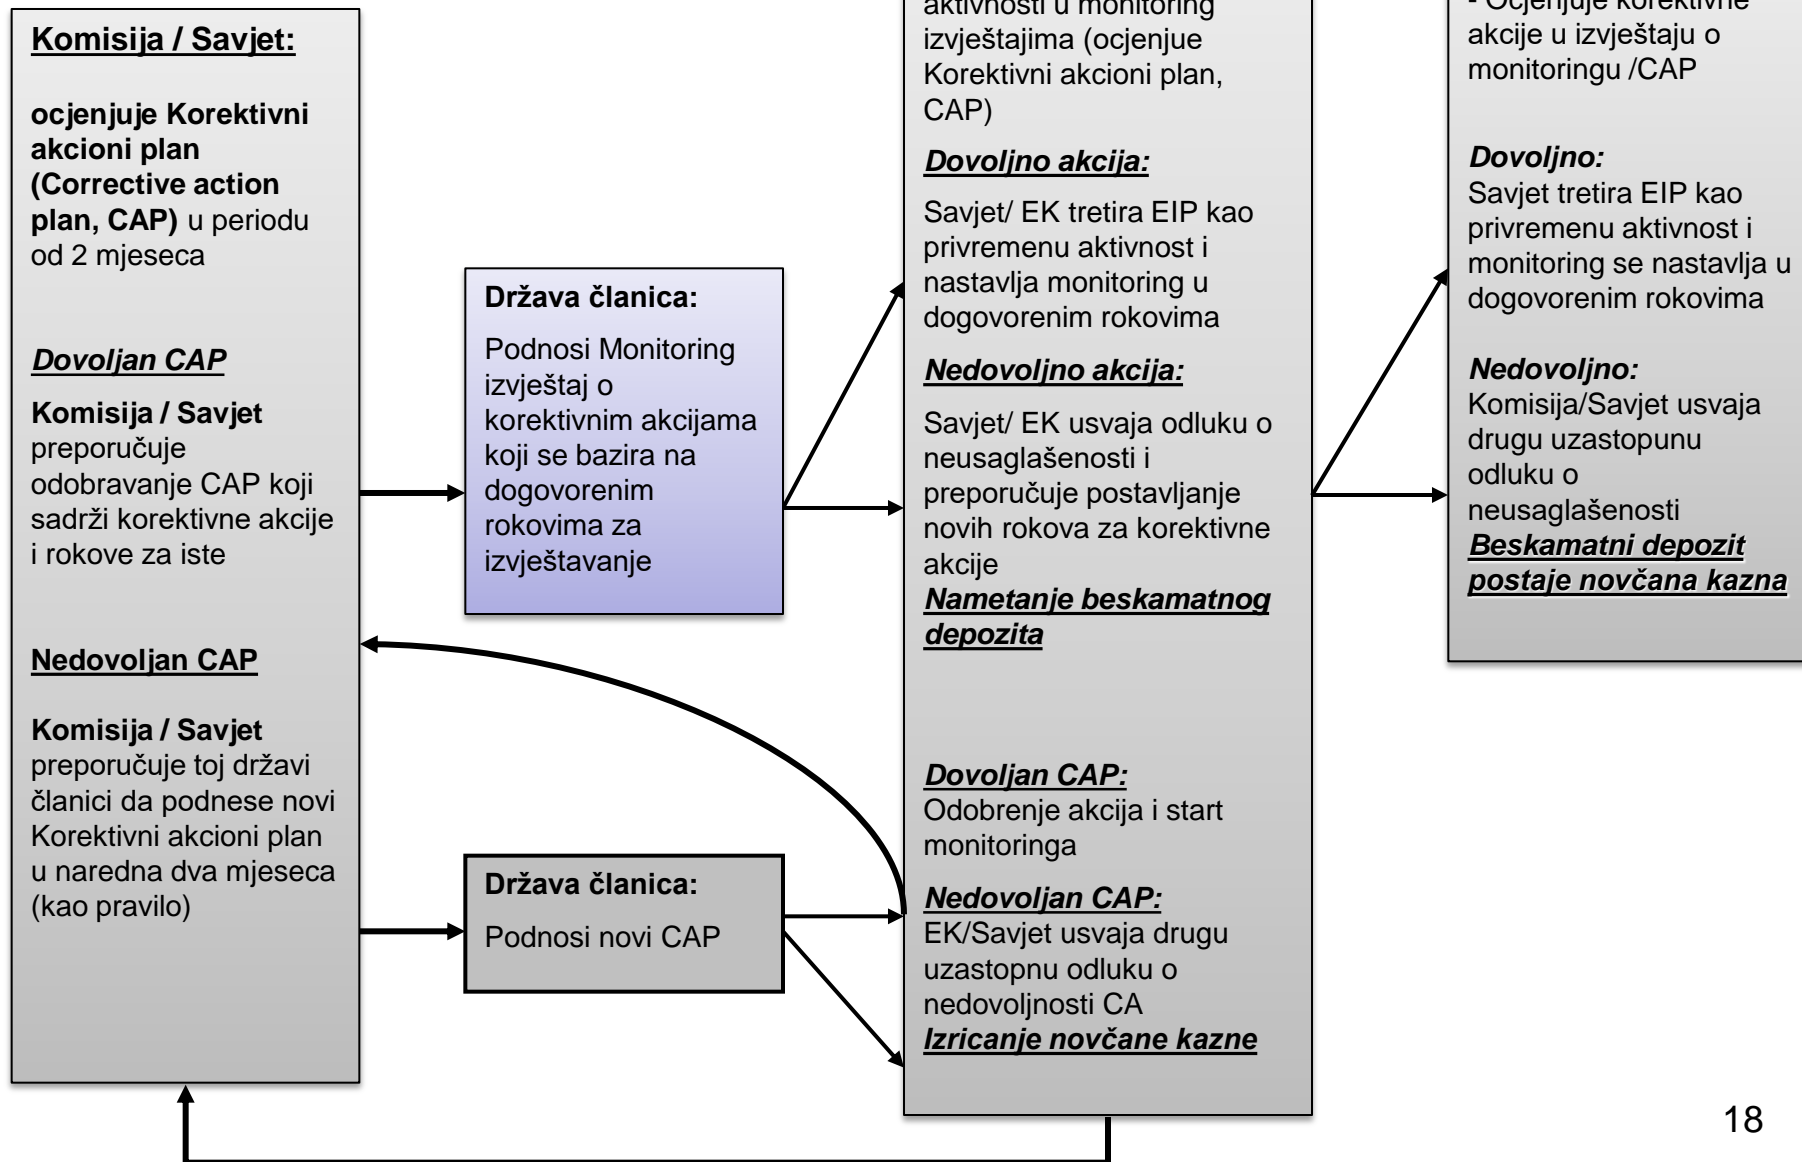 Komisija / Savjet:
ocjenjuje Korektivni
akcioni plan
(Corrective action
plan, CAP) u periodu
od 2 mjeseca
Dovoljan CAP
Komisija / Savjet
preporučuje
odobravanje CAP koji
sadrži korektivne akcije
i rokove za iste
Nedovoljan CAP
Komisija / Savjet
preporučuje toj državi
članici da podnese novi
Korektivni akcioni plan
u naredna dva mjeseca
(kao pravilo)
Država članica:
Podnosi Monitoring
izvještaj o
korektivnim akcijama
koji se bazira na
dogovorenim
rokovima za
izvještavanje
Država članica:
Podnosi novi CAP
aktivnosti u monitoring
izvještajima (ocjenjue
Korektivni akcioni plan,
CAP)
Dovoljno akcija:
Savjet/ EK tretira EIP kao
privremenu aktivnost i
nastavlja monitoring u
dogovorenim rokovima
Nedovoljno akcija:
Savjet/ EK usvaja odluku o
neusaglašenosti i
preporučuje postavljanje
novih rokova za korektivne
akcije
Nametanje beskamatnog
depozita
Dovoljan CAP:
Odobrenje akcija i start
monitoringa
Nedovoljan CAP:
EK/Savjet usvaja drugu
uzastopnu odluku o
nedovoljnosti CA
Izricanje novčane kazne
- Ocjenjuje korektivne
akcije u izvještaju o
monitoringu /CAP
Dovoljno:
Savjet tretira EIP kao
privremenu aktivnost i
monitoring se nastavlja u
dogovorenim rokovima
Nedovoljno:
Komisija/Savjet usvaja
drugu uzastopunu
odluku o
neusaglašenosti
Beskamatni depozit
postaje novčana kazna
18